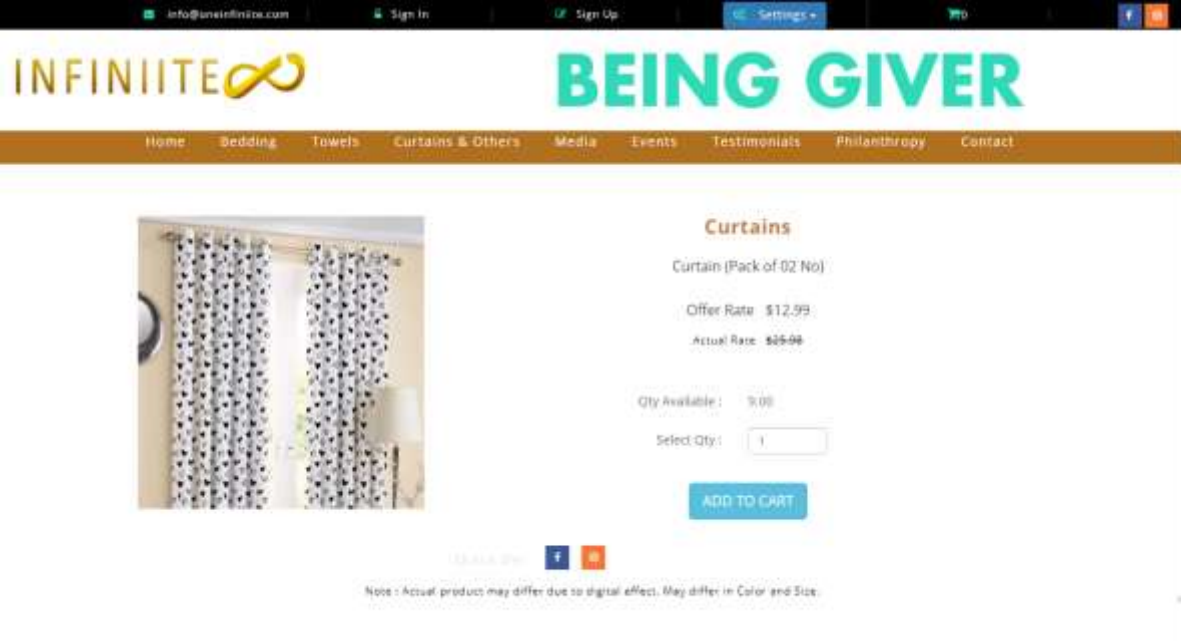 info@uneinfiniite.com Sign In Sign Up Settings 0
INFINIITE BEING GIVER
Home Bedding Towels Curtains & Others Media Events Testimonials Philanthropy Contact
Curtains
Curtain (Pack of 02 No)
Offer Rate $12.99
Actual Rate $25.98
Qty Available : 9.00
Select Qty : 1
ADD TO CART
Note : Actual product may differ due to digital effect. May differ in Color and Size.